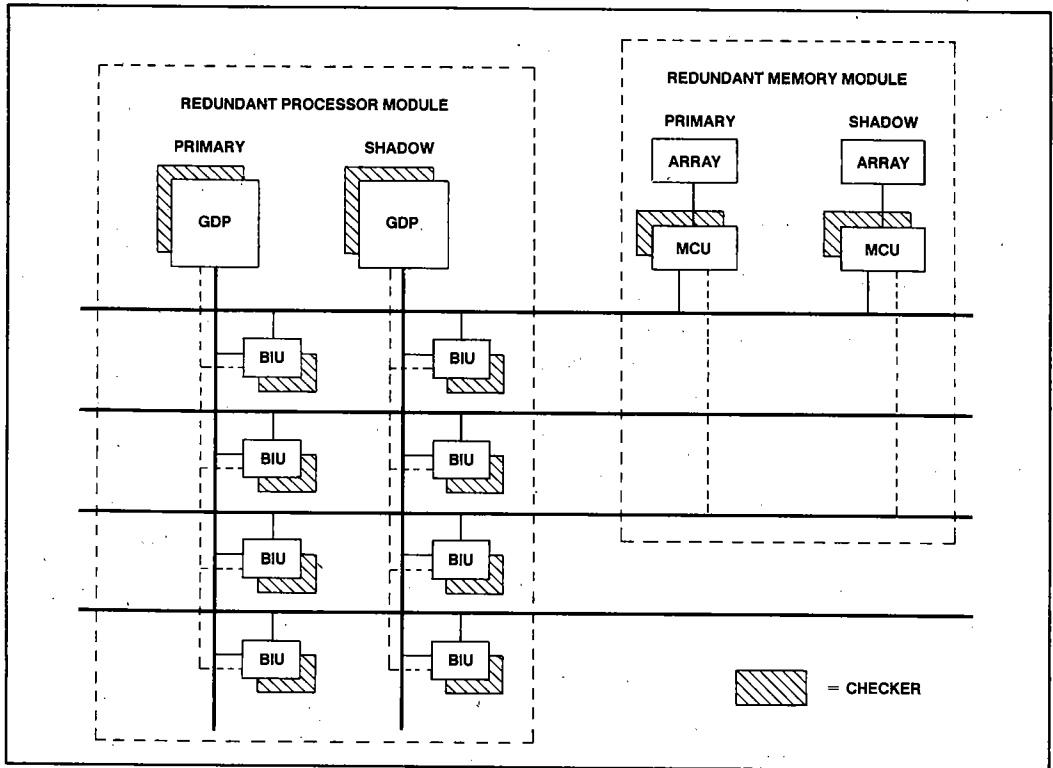 REDUNDANT PROCESSOR MODULE
PRIMARY
SHADOW
GDP
GDP
BIU
BIU
BIU
BIU
BIU
BIU
BIU
BIU
REDUNDANT MEMORY MODULE
PRIMARY
SHADOW
ARRAY
ARRAY
MCU
MCU
= CHECKER